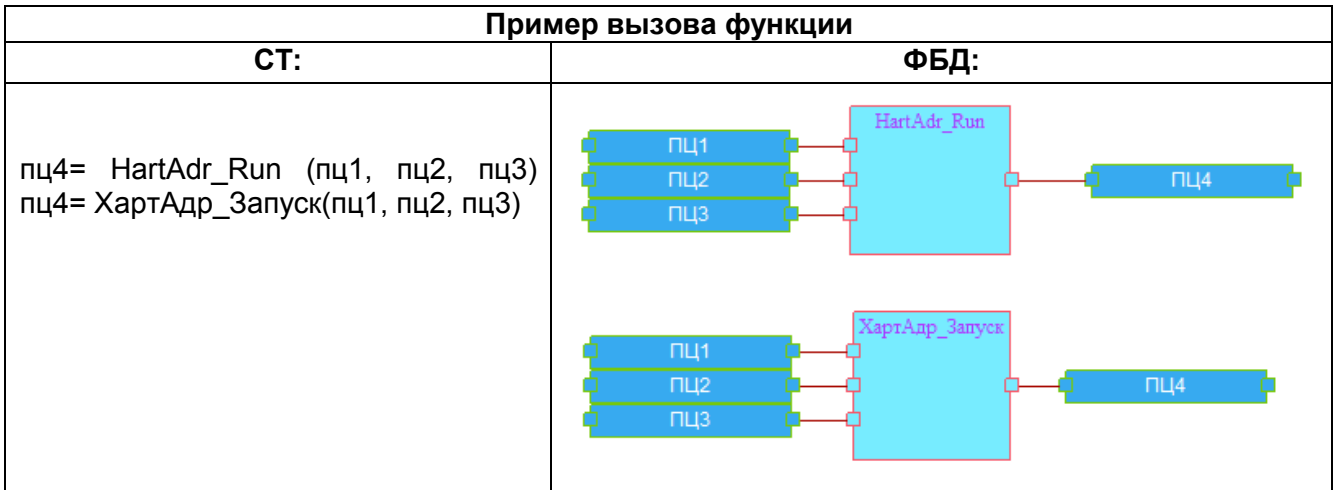 Пример вызова функции
СТ:
ФБД:
пц4= HartAdr_Run (пц1, пц2, пц3)
пц4= ХартАдр_Запуск(пц1, пц2, пц3)
HartAdr_Run
ПЦ1
ПЦ2
ПЦ3
ПЦ4
ХартАдр_Запуск
ПЦ1
ПЦ2
ПЦ3
ПЦ4